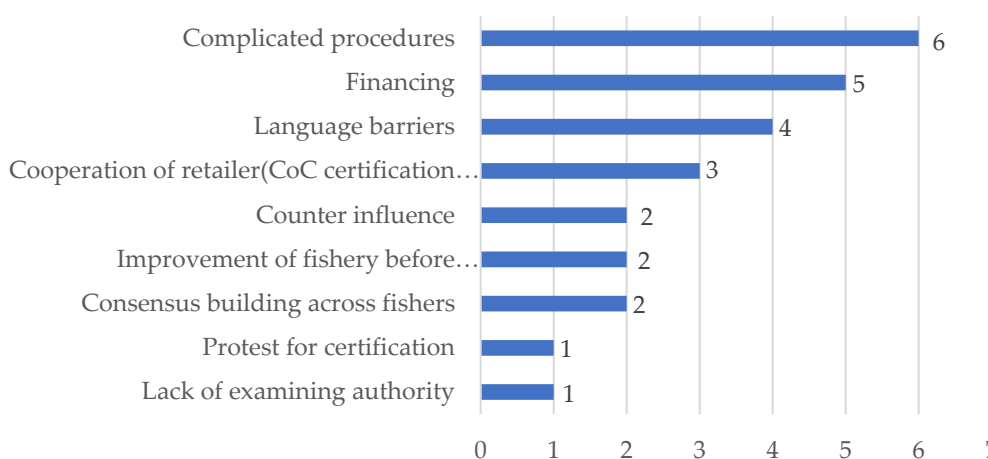 Complicated procedures 6
Financing 5
Language barriers 4
Cooperation of retailer(CoC certification… 3
Counter influence 2
Improvement of fishery before… 2
Consensus building across fishers 2
Protest for certification 1
Lack of examining authority 1
0 1 2 3 4 5 6 7